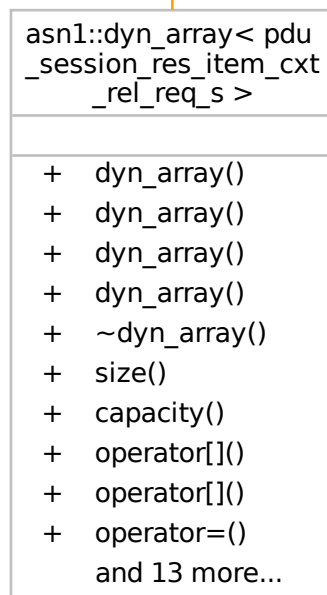 asn1::dyn_array< pdu
_session_res_item_cxt
_rel_req_s >
+ dyn_array()
+ dyn_array()
+ dyn_array()
+ dyn_array()
+ ~dyn_array()
+ size()
+ capacity()
+ operator[]()
+ operator[]()
+ operator=()
and 13 more...